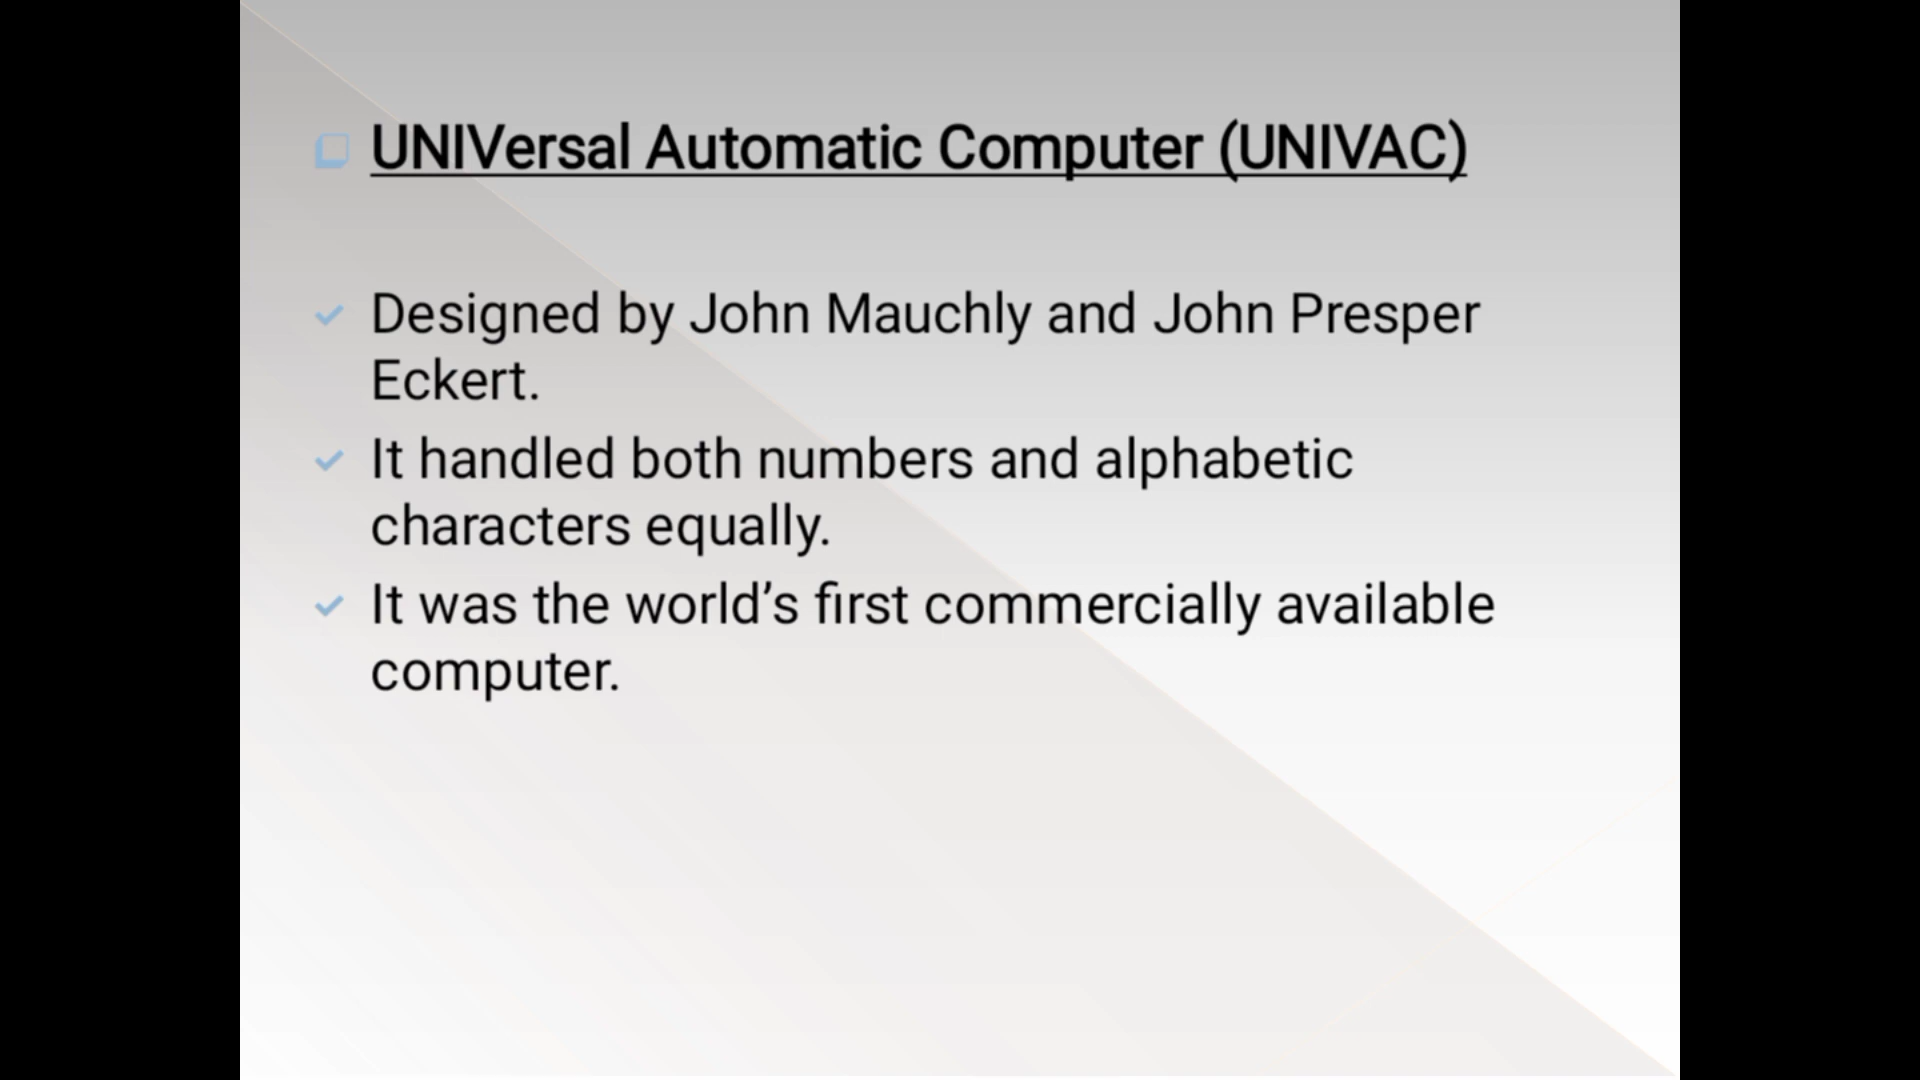 UNIVersal Automatic Computer (UNIVAC)
Designed by John Mauchly and John Presper
Eckert.
It handled both numbers and alphabetic
characters equally.
It was the world’s first commercially available
computer.